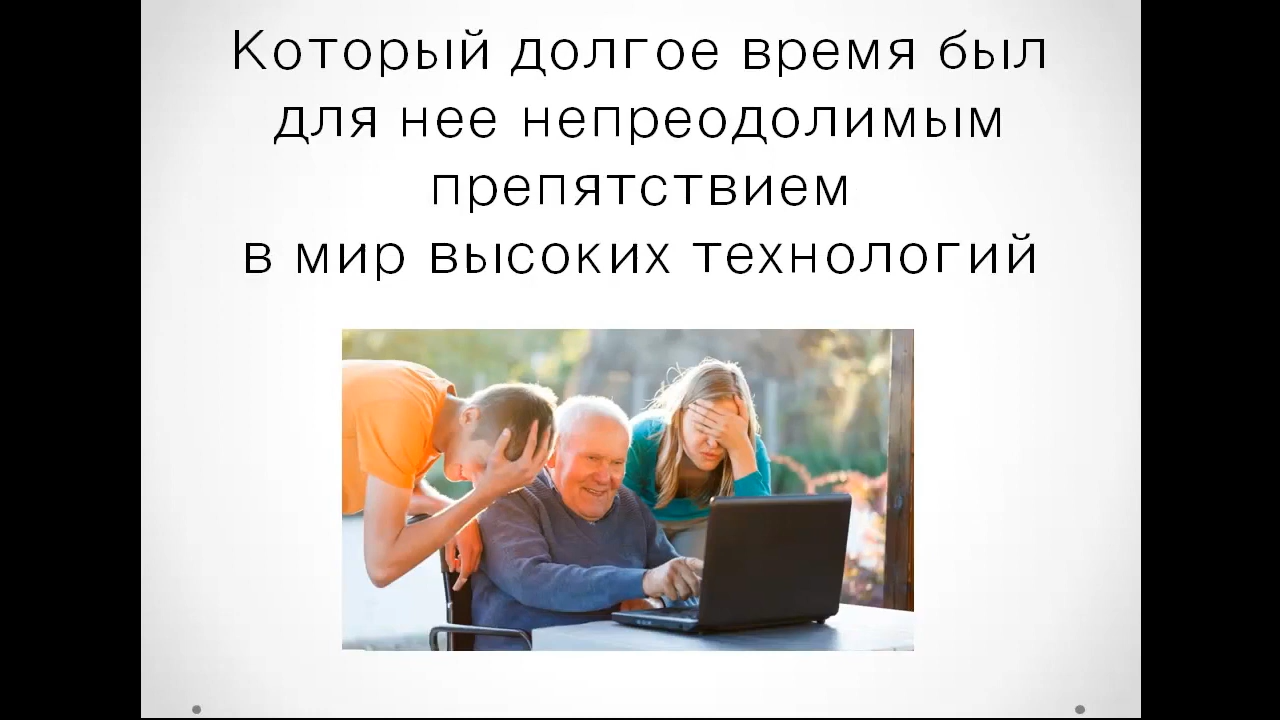 Который долгое время был
для нее непреодолимым
препятствием
в мир высоких технологий